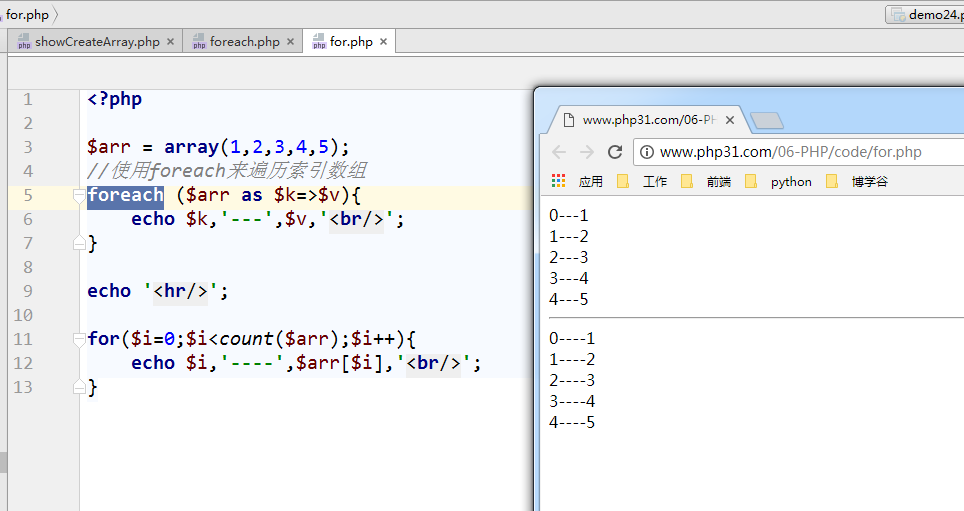 for.php
demo24.p
showCreateArray.php
foreach.php
for.php
1 <?php
2
3 $arr = array(1,2,3,4,5);
4 //使用foreach来遍历索引数组
5 foreach ($arr as $k=>$v){
6 echo $k,'---',$v,'<br/>';
7 }
8
9 echo '<hr/>';
10
11 for($i=0;$i<count($arr);$i++){
12 echo $i,'----',$arr[$i],'<br/>';
13 }
www.php31.com/06-PH
www.php31.com/06-PHP/code/for.php
应用 工作 前端 python 博学谷
0---1
1---2
2---3
3---4
4---5
0----1
1----2
2----3
3----4
4----5